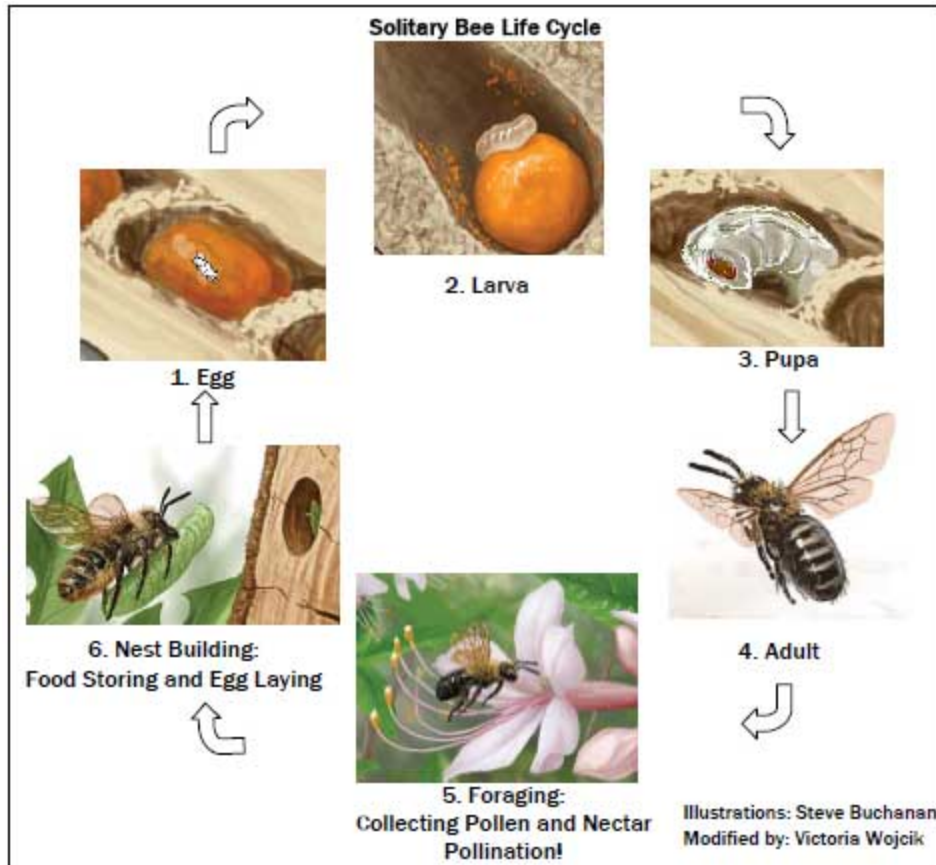 Solitary Bee Life Cycle
1. Egg
2. Larva
3. Pupa
4. Adult
5. Foraging:
Collecting Pollen and Nectar
Pollination!
6. Nest Building:
Food Storing and Egg Laying
Illustrations: Steve Buchanan
Modified by: Victoria Wojcik